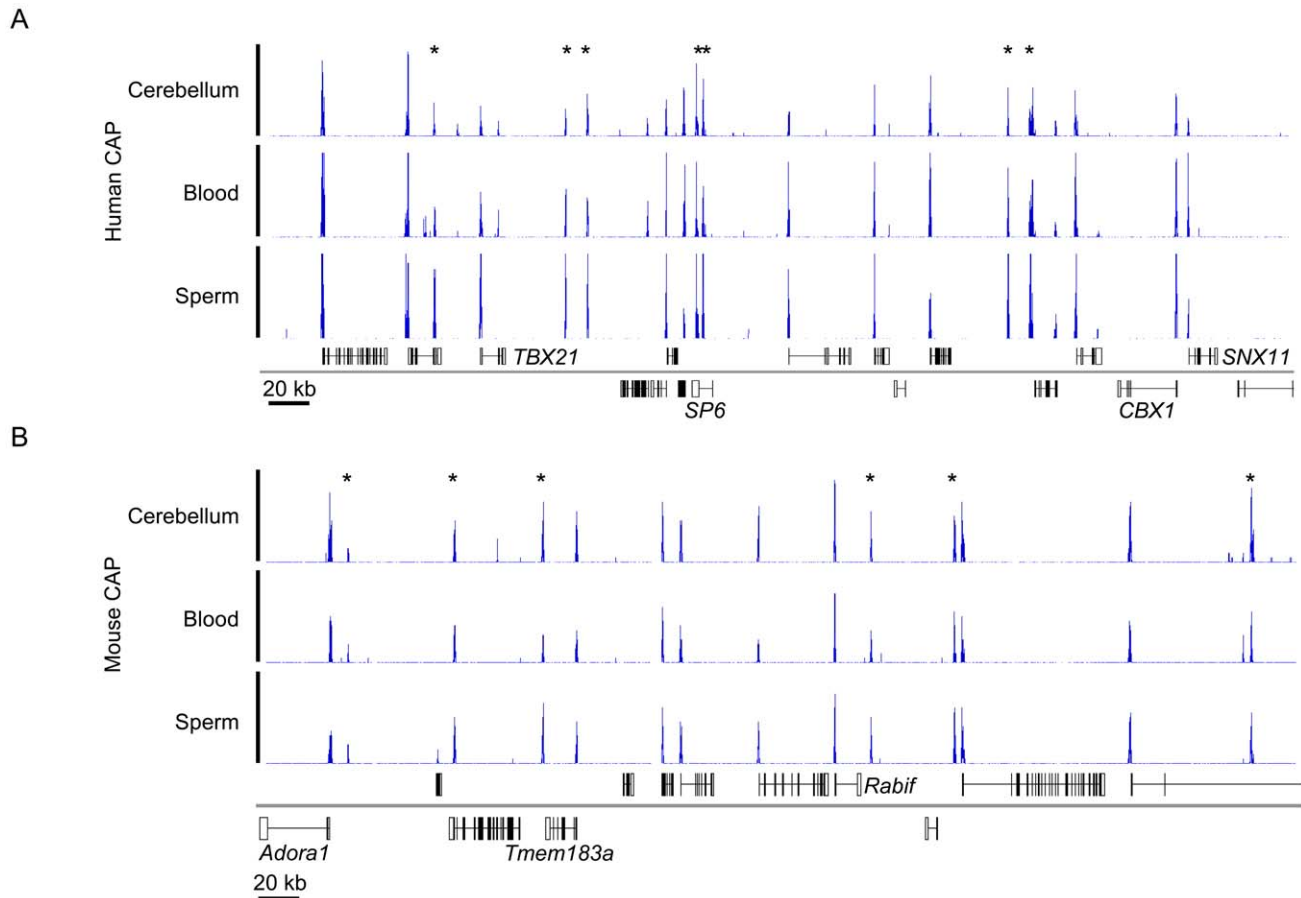 A
* * * ** * *
Cerebellum
Human CAP
Blood
Sperm
TBX21
SNX11
20 kb
SP6
CBX1
B
* * * * * *
Cerebellum
Mouse CAP
Blood
Sperm
Rabif
Adora1
Tmem183a
20 kb